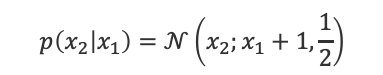 p(x₂|x₁) = 𝒩(x₂; x₁ + 1, 1/2)